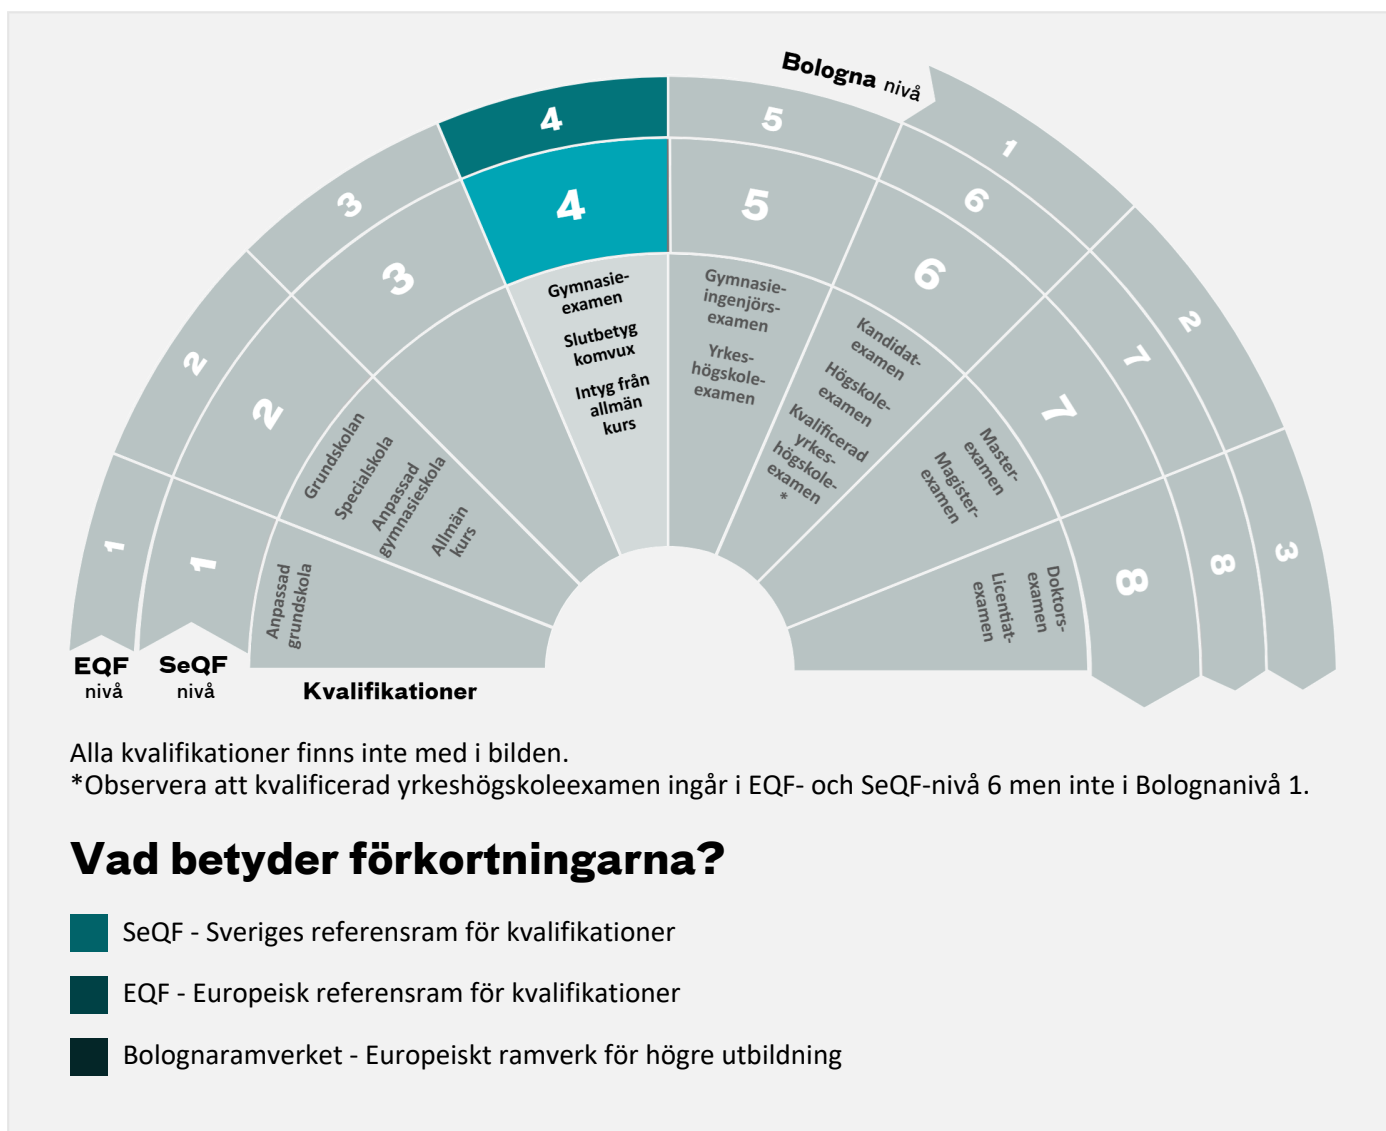 Bologna nivå
1
2
3
1
2
3
4
5
6
7
8
1
2
3
4
5
6
7
8
Anpassad
grundskola
Grundskolan
Specialskola
Anpassad
gymnasieskola
Allmän
kurs
Gymnasie-
examen
Slutbetyg
komvux
Intyg från
allmän
kurs
Gymnasie-
ingenjörs-
examen
Yrkes-
högskole-
examen
Kandidat-
examen
Högskole-
examen
Kvalificerad
yrkes-
högskole-
examen
*
Master-
examen
Magister-
examen
Doktors-
examen
Licentiat-
examen
EQF
nivå
SeQF
nivå
Kvalifikationer
Alla kvalifikationer finns inte med i bilden.
*Observera att kvalificerad yrkeshögskoleexamen ingår i EQF- och SeQF-nivå 6 men inte i Bolognanivå 1.
Vad betyder förkortningarna?
SeQF - Sveriges referensram för kvalifikationer
EQF - Europeisk referensram för kvalifikationer
Bolognaramverket - Europeiskt ramverk för högre utbildning